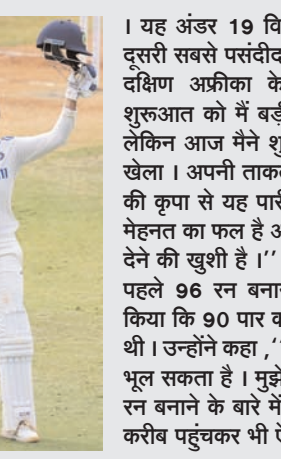 । यह अंडर 19 वि
दूसरी सबसे पसंदीद
दक्षिण अफ्रीका के
शुरूआत को मैं बड़ी
लेकिन आज मैने शु
खेला । अपनी ताक
की कृपा से यह पारी
मेहनत का फल है अ
देने की खुशी है ।’’
पहले 96 रन बना
किया कि 90 पार क
थी । उन्होंने कहा ,‘
भूल सकता है । मुझे
रन बनाने के बारे में
करीब पहुंचकर भी ऐ